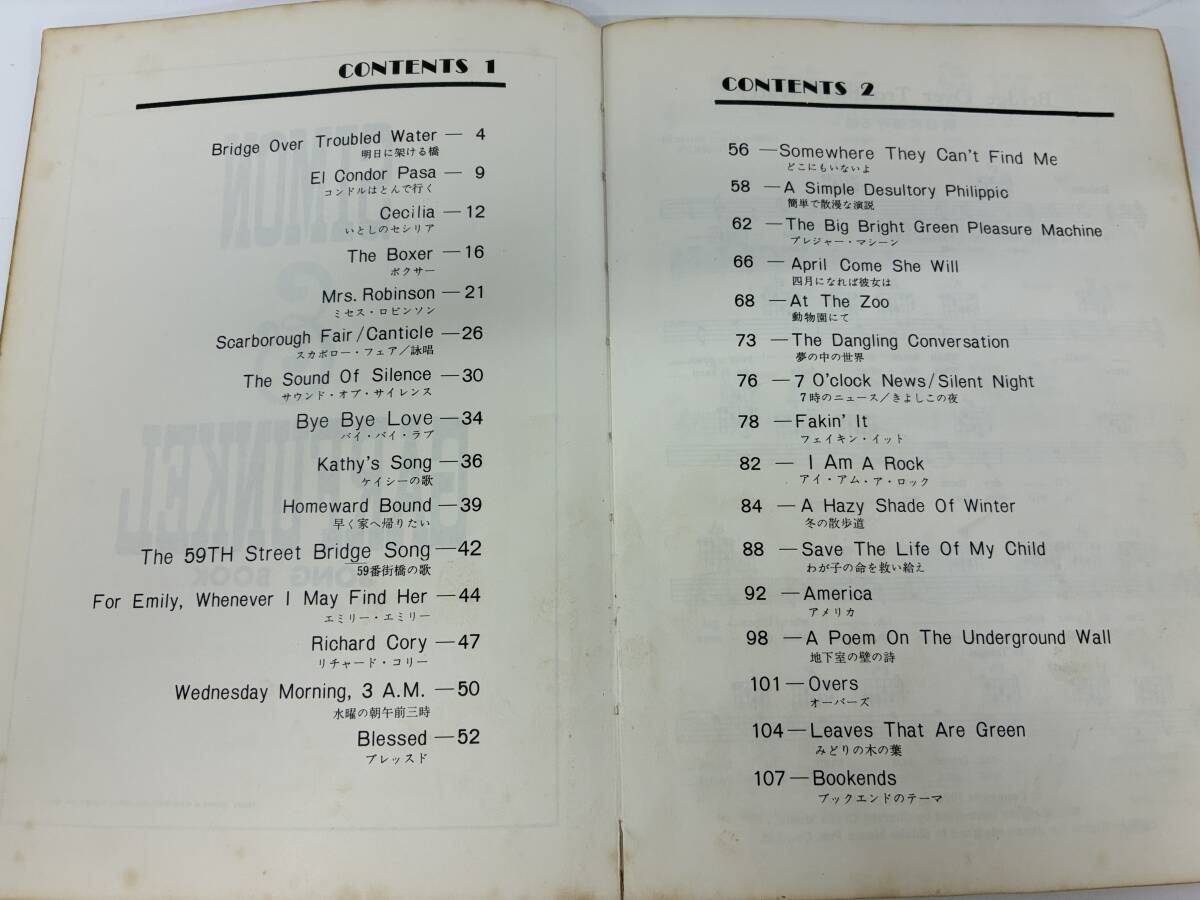 CONTENTS 1
Bridge Over Troubled Water — 4
明日に架ける橋
El Condor Pasa — 9
コンドルはとんで行く
Cecilia — 12
いとしのセシリア
The Boxer — 16
ボクサー
Mrs. Robinson — 21
ミセス・ロビンソン
Scarborough Fair/Canticle — 26
スカボロー・フェア／詠唱
The Sound Of Silence — 30
サウンド・オブ・サイレンス
Bye Bye Love — 34
バイ・バイ・ラブ
Kathy's Song — 36
ケイシーの歌
Homeward Bound — 39
早く家へ帰りたい
The 59TH Street Bridge Song — 42
59番街橋の歌
For Emily, Whenever I May Find Her — 44
エミリー・エミリー
Richard Cory — 47
リチャード・コリー
Wednesday Morning, 3 A.M. — 50
水曜の朝午前三時
Blessed — 52
ブレッスド
CONTENTS 2
56 — Somewhere They Can't Find Me
どこにもいないよ
58 — A Simple Desultory Philippic
簡単で散漫な演説
62 — The Big Bright Green Pleasure Machine
プレジャー・マシーン
66 — April Come She Will
四月になれば彼女は
68 — At The Zoo
動物園にて
73 — The Dangling Conversation
夢の中の世界
76 — 7 O'clock News/Silent Night
7時のニュース／きよしこの夜
78 — Fakin' It
フェイキン・イット
82 — I Am A Rock
アイ・アム・ア・ロック
84 — A Hazy Shade Of Winter
冬の散歩道
88 — Save The Life Of My Child
わが子の命を救い給え
92 — America
アメリカ
98 — A Poem On The Underground Wall
地下室の壁の詩
101 — Overs
オーバーズ
104 — Leaves That Are Green
みどりの木の葉
107 — Bookends
ブックエンドのテーマ